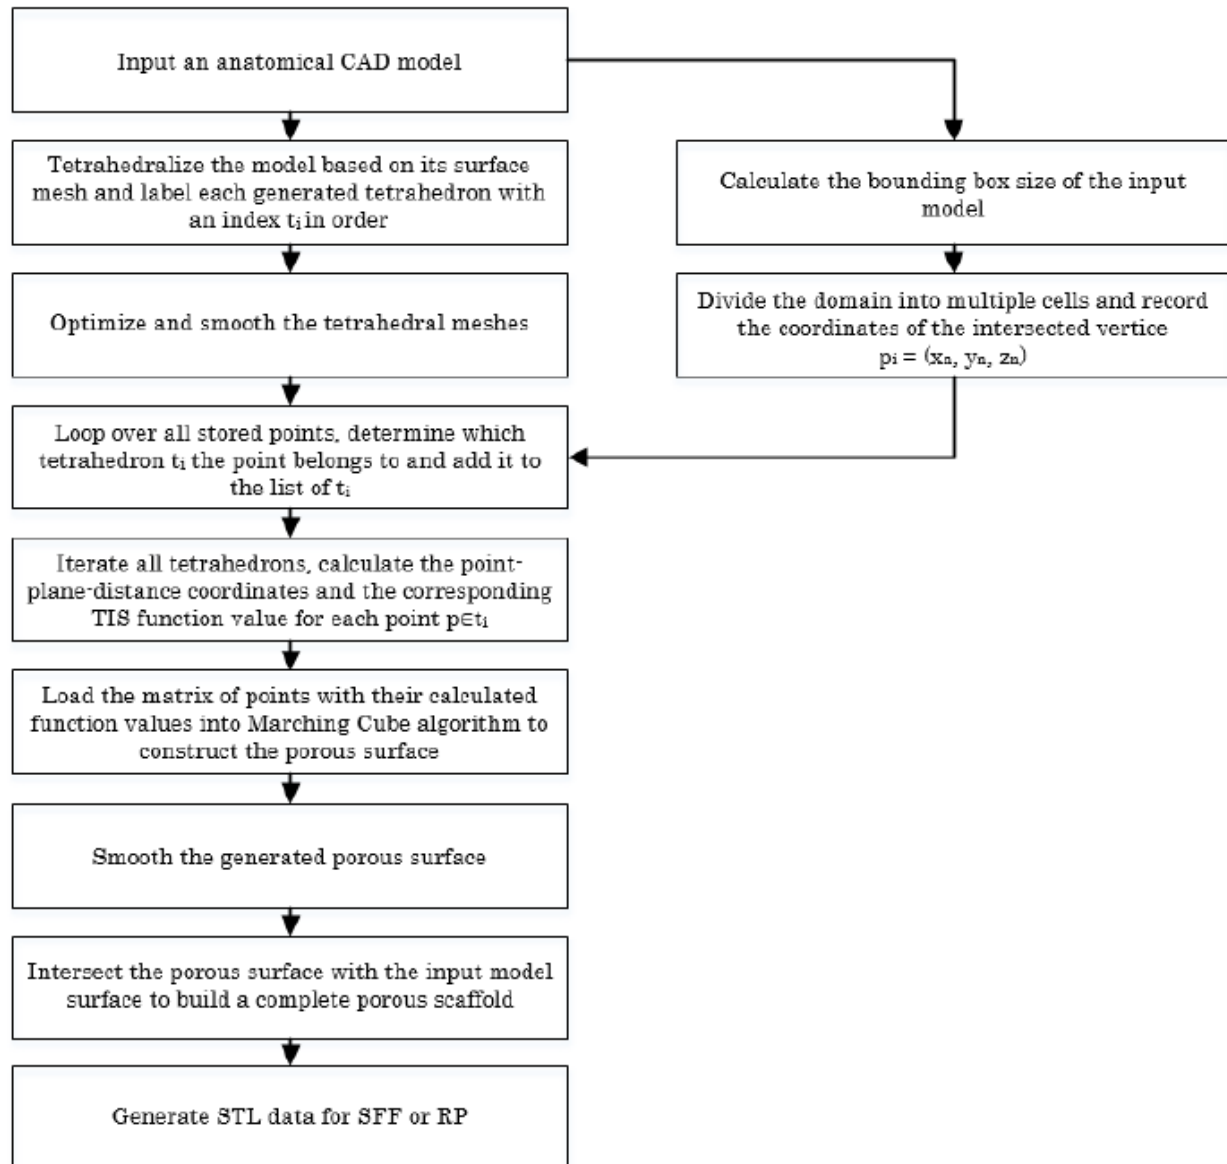 Input an anatomical CAD model
Tetrahedralize the model based on its surface
mesh and label each generated tetrahedron with
an index tᵢ in order
Calculate the bounding box size of the input
model
Optimize and smooth the tetrahedral meshes
Divide the domain into multiple cells and record
the coordinates of the intersected vertice
pᵢ = (xₙ, yₙ, zₙ)
Loop over all stored points, determine which
tetrahedron tᵢ the point belongs to and add it to
the list of tᵢ
Iterate all tetrahedrons, calculate the point-
plane-distance coordinates and the corresponding
TIS function value for each point p∈tᵢ
Load the matrix of points with their calculated
function values into Marching Cube algorithm to
construct the porous surface
Smooth the generated porous surface
Intersect the porous surface with the input model
surface to build a complete porous scaffold
Generate STL data for SFF or RP